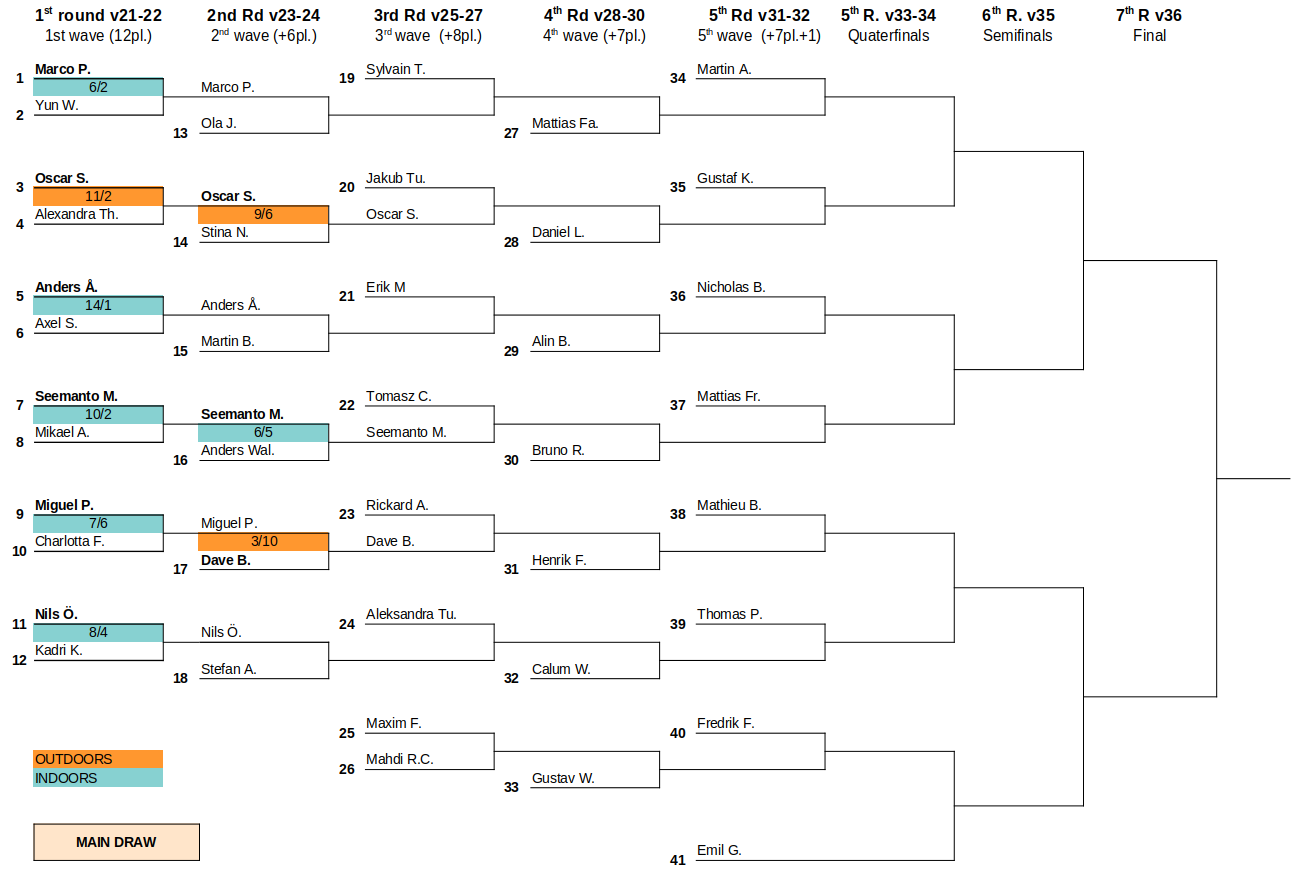 1st round v21-22 2nd Rd v23-24 3rd Rd v25-27 4th Rd v28-30 5th Rd v31-32 5th R. v33-34 6th R. v35 7th R v36
1st wave (12pl.) 2nd wave (+6pl.) 3rd wave (+8pl.) 4th wave (+7pl.) 5th wave (+7pl.+1) Quaterfinals Semifinals Final
Marco P. Sylvain T. Martin A.
1 19 34
6/2 Marco P.
Yun W.
2
Ola J. Mattias Fa.
13 27
Oscar S. Jakub Tu. Gustaf K.
3 20 35
11/2 Oscar S.
Alexandra Th. 9/6 Oscar S.
4
Stina N. Daniel L.
14 28
Anders Å. Erik M Nicholas B.
5 21 36
14/1 Anders Å.
Axel S.
6
Martin B. Alin B.
15 29
Seemanto M. Tomasz C. Mattias Fr.
7 22 37
10/2 Seemanto M.
Mikael A. 6/5 Seemanto M.
8
Anders Wal. Bruno R.
16 30
Miguel P. Rickard A. Mathieu B.
9 23 38
7/6 Miguel P.
Charlotta F. 3/10 Dave B.
10
Dave B. Henrik F.
17 31
Nils Ö. Aleksandra Tu. Thomas P.
11 24 39
8/4 Nils Ö.
Kadri K.
12
Stefan A. Calum W.
18 32
Maxim F. Fredrik F.
25 40
OUTDOORS Mahdi R.C.
26
INDOORS Gustav W.
33
MAIN DRAW
Emil G.
41